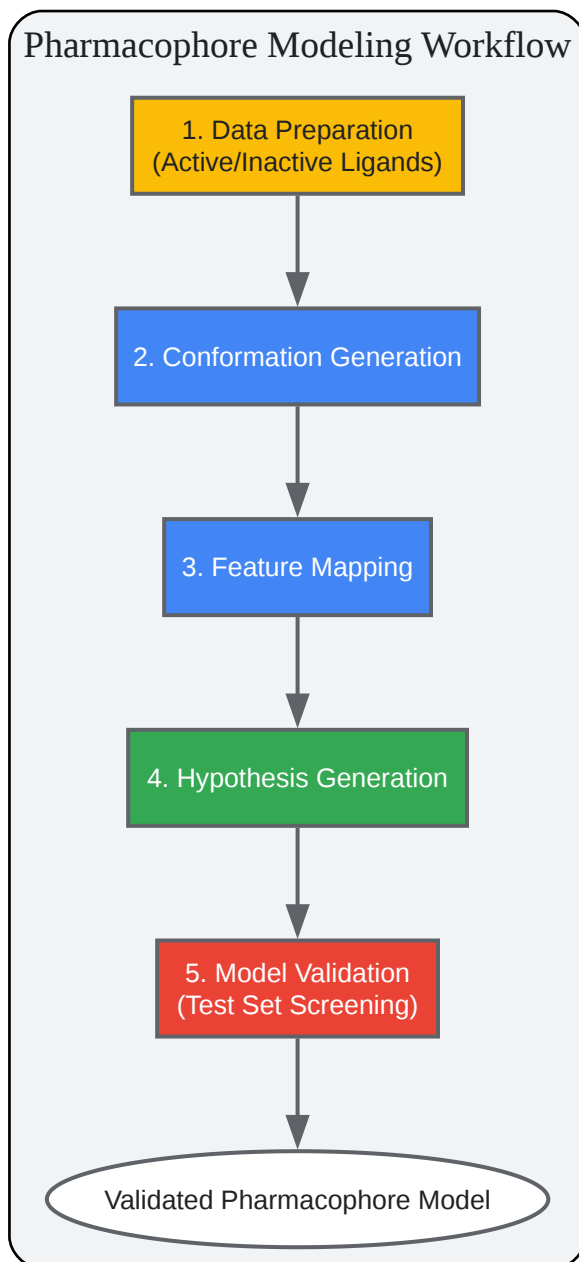 Pharmacophore Modeling Workflow
1. Data Preparation
(Active/Inactive Ligands)
2. Conformation Generation
3. Feature Mapping
4. Hypothesis Generation
5. Model Validation
(Test Set Screening)
Validated Pharmacophore Model